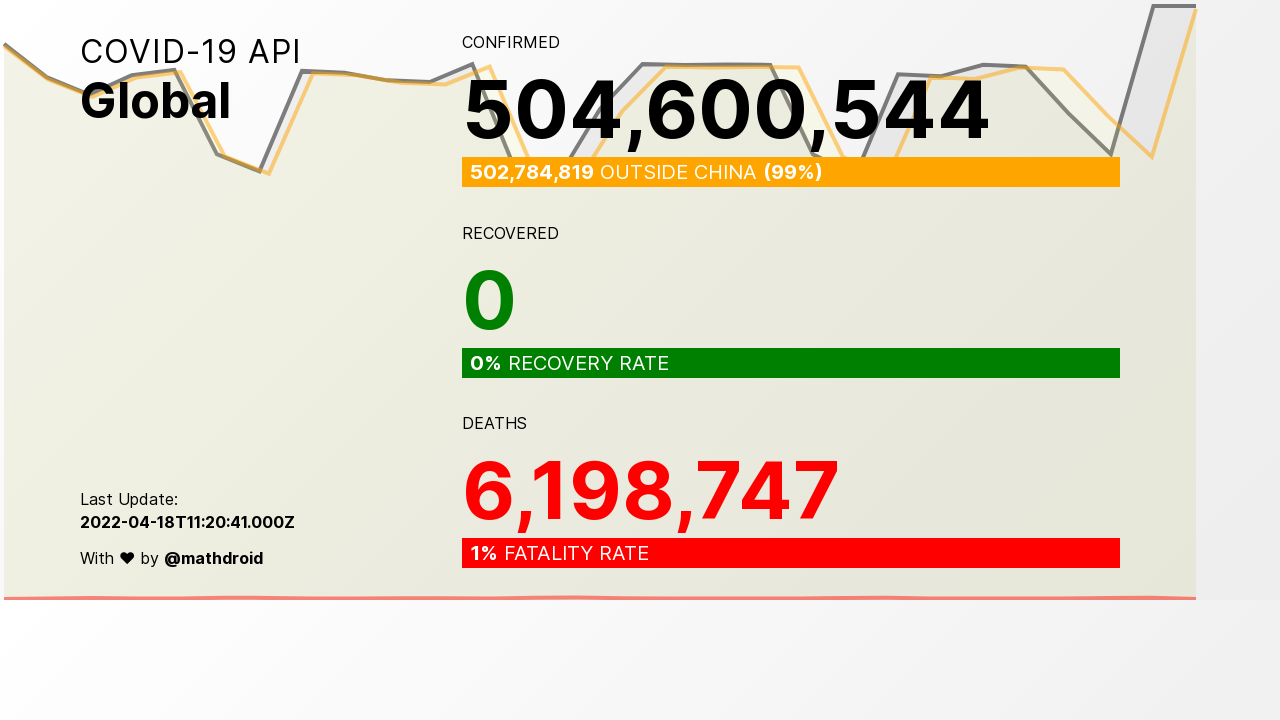 COVID-19 API
Global
CONFIRMED
504,600,544
502,784,819 OUTSIDE CHINA (99%)
RECOVERED
0
0% RECOVERY RATE
DEATHS
6,198,747
1% FATALITY RATE
Last Update:
2022-04-18T11:20:41.000Z
With ♥ by @mathdroid